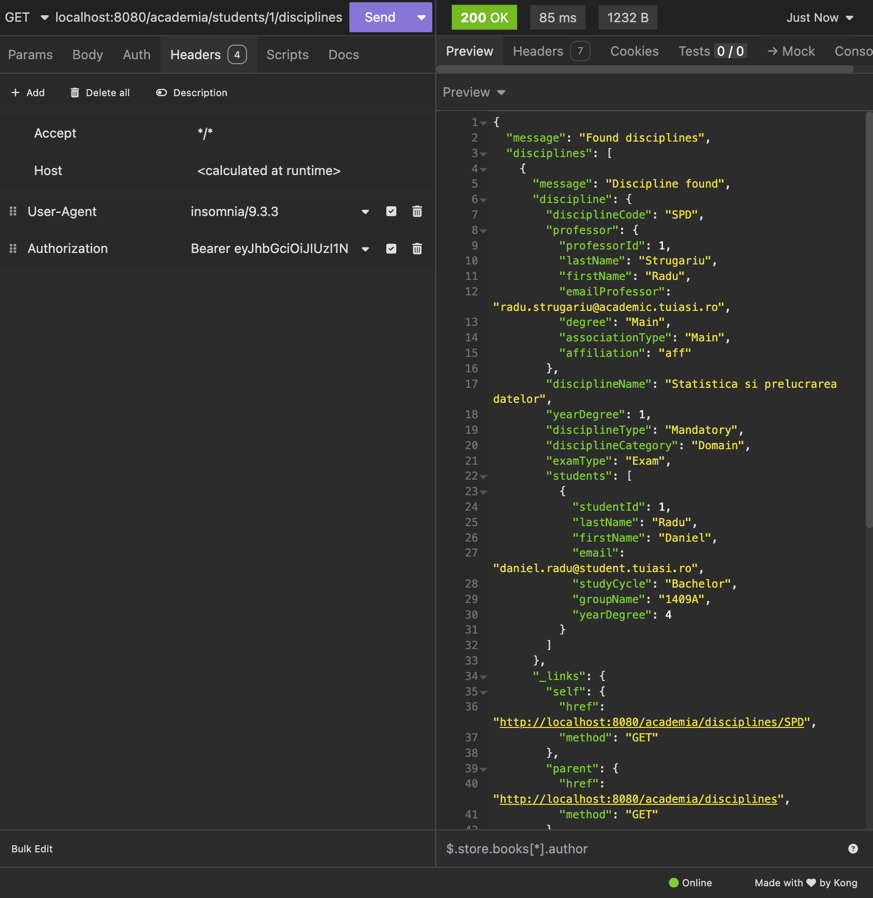 GET localhost:8080/academia/students/1/disciplines Send
Params Body Auth Headers 4 Scripts Docs
+ Add Delete all Description
Accept */*
Host <calculated at runtime>
User-Agent insomnia/9.3.3
Authorization Bearer eyJhbGciOiJIUzI1N
Bulk Edit
200 OK 85 ms 1232 B Just Now
Preview Headers 7 Cookies Tests 0 / 0 → Mock Conso
Preview
1 {
2 "message": "Found disciplines",
3 "disciplines": [
4 {
5 "message": "Discipline found",
6 "discipline": {
7 "disciplineCode": "SPD",
8 "professor": {
9 "professorId": 1,
10 "lastName": "Strugariu",
11 "firstName": "Radu",
12 "emailProfessor":
"radu.strugariu@academic.tuiasi.ro",
13 "degree": "Main",
14 "associationType": "Main",
15 "affiliation": "aff"
16 },
17 "disciplineName": "Statistica si prelucrarea
datelor",
18 "yearDegree": 1,
19 "disciplineType": "Mandatory",
20 "disciplineCategory": "Domain",
21 "examType": "Exam",
22 "students": [
23 {
24 "studentId": 1,
25 "lastName": "Radu",
26 "firstName": "Daniel",
27 "email":
"daniel.radu@student.tuiasi.ro",
28 "studyCycle": "Bachelor",
29 "groupName": "1409A",
30 "yearDegree": 4
31 }
32 ]
33 },
34 "_links": {
35 "self": {
36 "href":
"http://localhost:8080/academia/disciplines/SPD",
37 "method": "GET"
38 },
39 "parent": {
40 "href":
"http://localhost:8080/academia/disciplines",
41 "method": "GET"
42 }
$.store.books[*].author ?
Online Made with ♥ by Kong